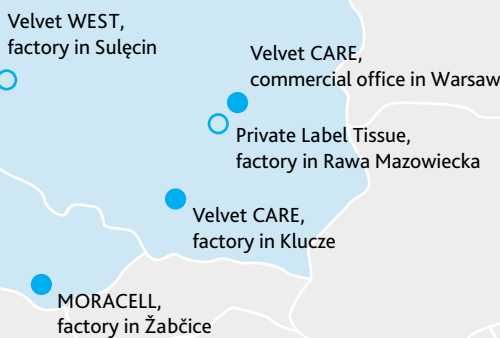 Velvet WEST,
factory in Sulęcin
Velvet CARE,
commercial office in Warsaw
Private Label Tissue,
factory in Rawa Mazowiecka
Velvet CARE,
factory in Klucze
MORACELL,
factory in Žabčice